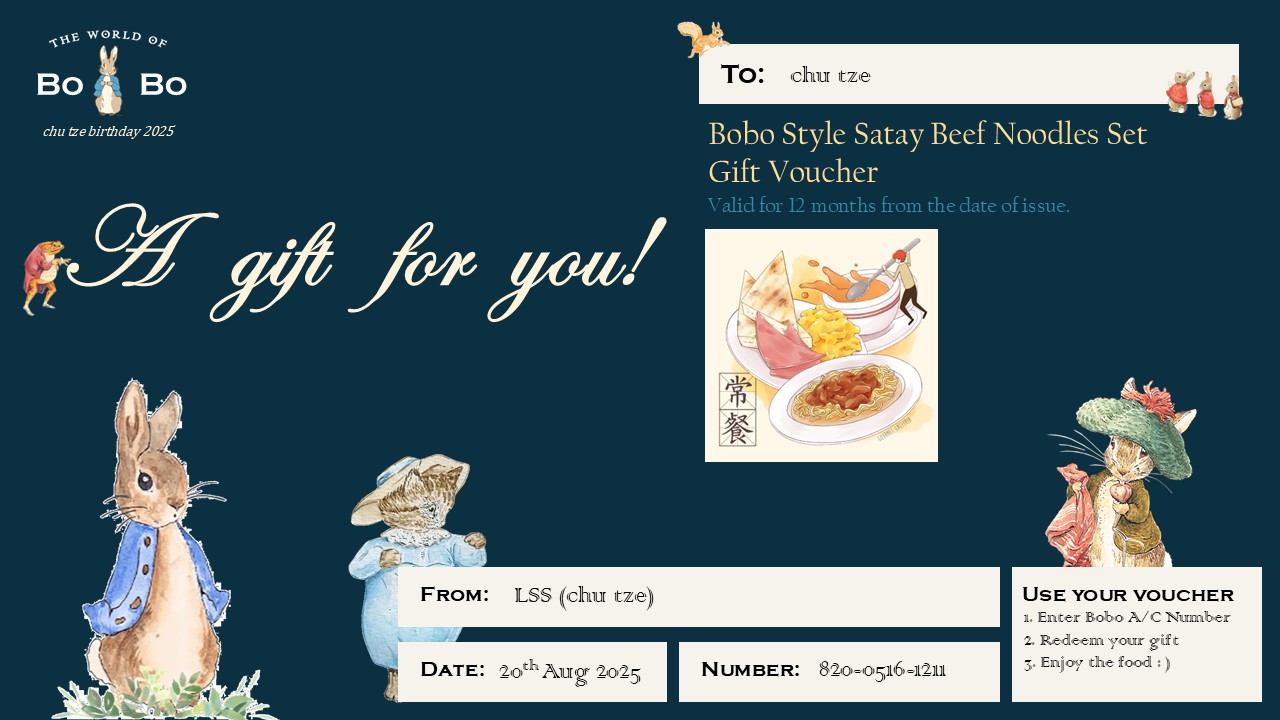 THE WORLD OF
BO BO
chu tze birthday 2025
A gift for you!
TO: chu tze
Bobo Style Satay Beef Noodles Set
Gift Voucher
Valid for 12 months from the date of issue.
常
餐
FROM: LSS (chu tze)
DATE: 20th Aug 2025
NUMBER: 820-0516-1211
USE YOUR VOUCHER
1. Enter Bobo A/C Number
2. Redeem your gift
3. Enjoy the food : )